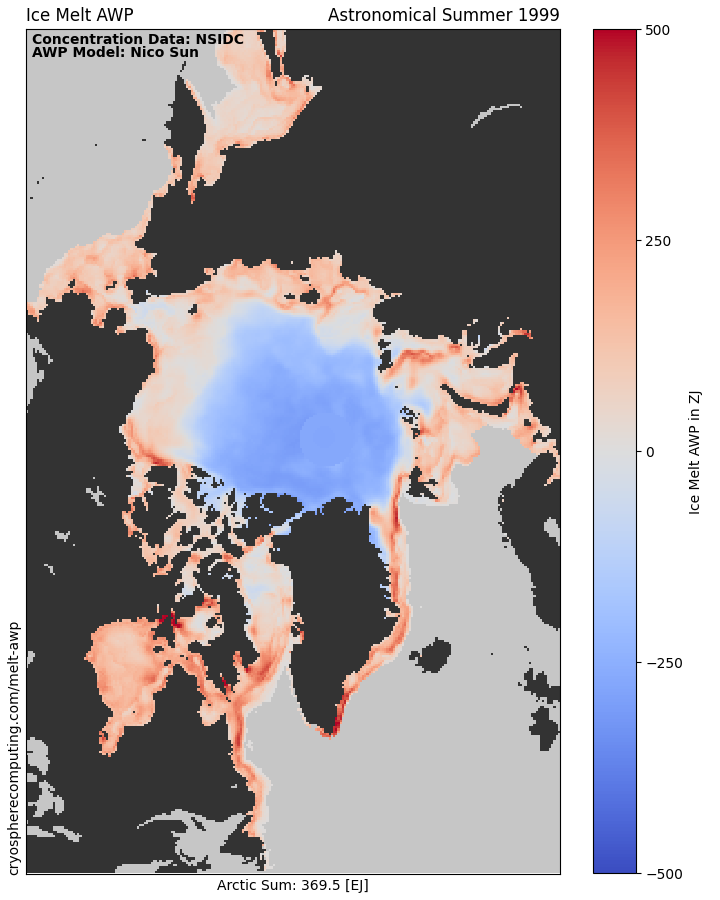 Ice Melt AWP
Astronomical Summer 1999
Concentration Data: NSIDC
AWP Model: Nico Sun
500
250
0
−250
−500
Ice Melt AWP in ZJ
cryospherecomputing.com/melt-awp
Arctic Sum: 369.5 [EJ]